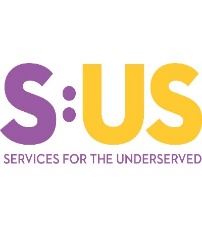 S:US
SERVICES FOR THE UNDERSERVED